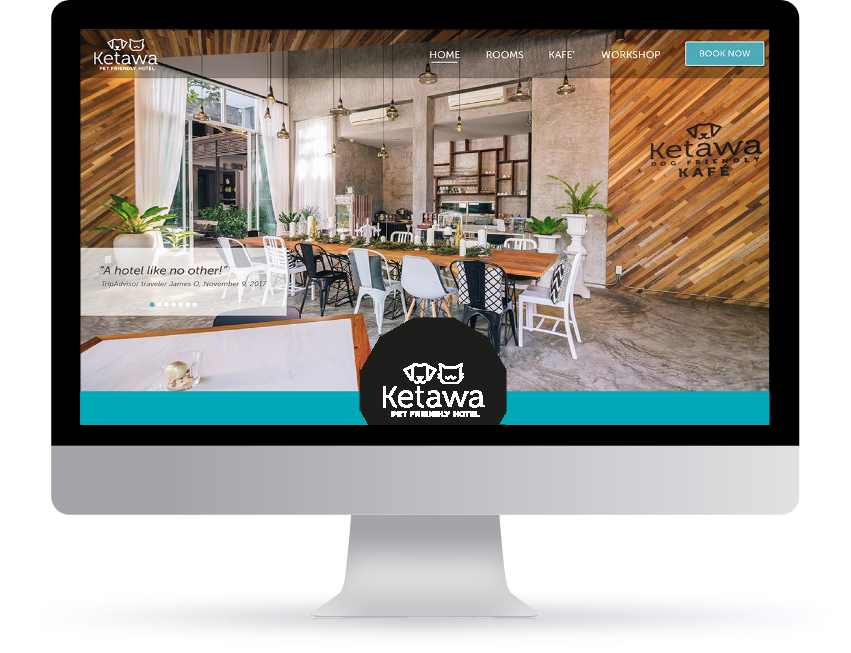 Ketawa
PET FRIENDLY HOTEL
HOME ROOMS KAFE' WORKSHOP BOOK NOW
Ketawa
DOG FRIENDLY
KAFÉ
"A hotel like no other!"
TripAdvisor traveler James O, November 9, 2017
Ketawa
PET FRIENDLY HOTEL